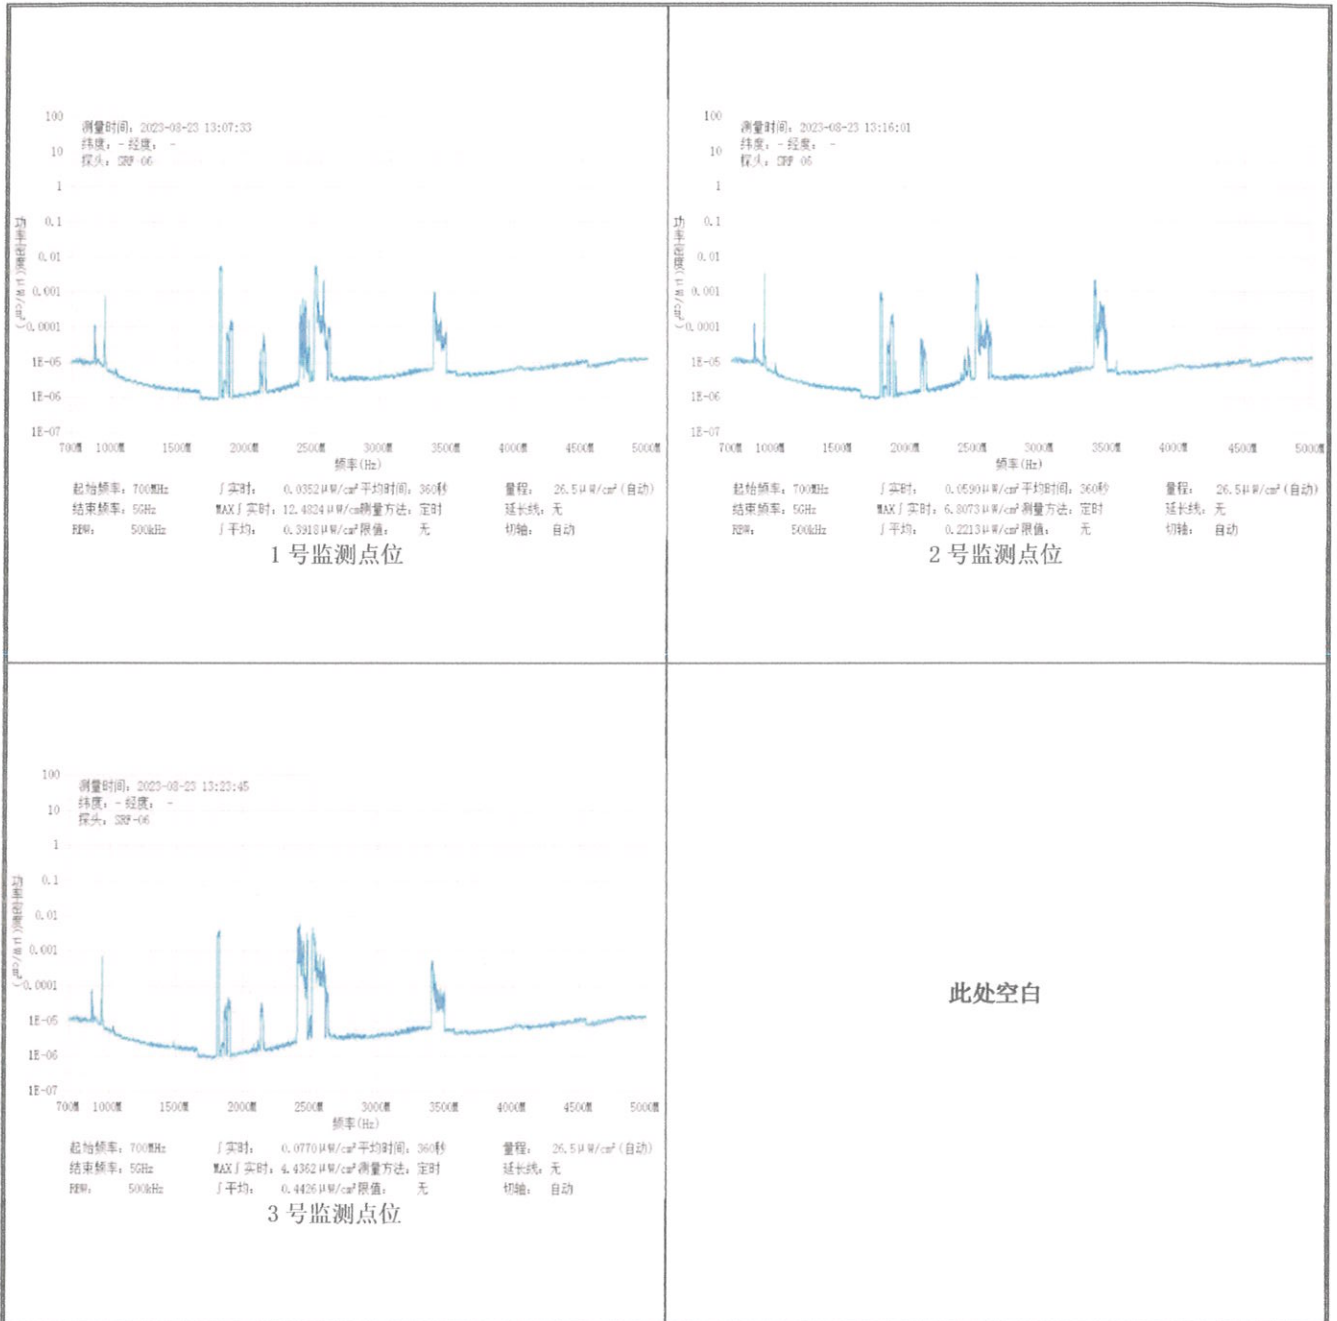 100
10
1
0.1
0.01
0.001
0.0001
1E-05
1E-06
1E-07
功率密度(μW/cm²)
测量时间：2023-08-23 13:07:33
纬度：- 经度： -
探头：SRF-06
700M 1000M 1500M 2000M 2500M 3000M 3500M 4000M 4500M 5000M
频率(Hz)
起始频率：700MHz ∫实时： 0.0352μW/cm² 平均时间：360秒 量程： 26.5μW/cm²(自动)
结束频率：5GHz MAX∫实时：12.4824μW/cm 测量方法：定时 延长线：无
RBW： 500kHz ∫平均： 0.3918μW/cm² 限值： 无 切轴： 自动
1 号监测点位
100
10
1
0.1
0.01
0.001
0.0001
1E-05
1E-06
1E-07
功率密度(μW/cm²)
测量时间：2023-08-23 13:16:01
纬度：- 经度： -
探头：SRF-06
700M 1000M 1500M 2000M 2500M 3000M 3500M 4000M 4500M 5000M
频率(Hz)
起始频率：700MHz ∫实时： 0.0590μW/cm² 平均时间：360秒 量程： 26.5μW/cm²(自动)
结束频率：5GHz MAX∫实时：6.8073μW/cm² 测量方法：定时 延长线：无
RBW： 500kHz ∫平均： 0.2213μW/cm² 限值： 无 切轴： 自动
2 号监测点位
100
10
1
0.1
0.01
0.001
0.0001
1E-05
1E-06
1E-07
功率密度(μW/cm²)
测量时间：2023-08-23 13:23:45
纬度：- 经度： -
探头：SRF-06
700M 1000M 1500M 2000M 2500M 3000M 3500M 4000M 4500M 5000M
频率(Hz)
起始频率：700MHz ∫实时： 0.0770μW/cm² 平均时间：360秒 量程： 26.5μW/cm²(自动)
结束频率：5GHz MAX∫实时：4.4362μW/cm² 测量方法：定时 延长线：无
RBW： 500kHz ∫平均： 0.4426μW/cm² 限值： 无 切轴： 自动
3 号监测点位
此处空白